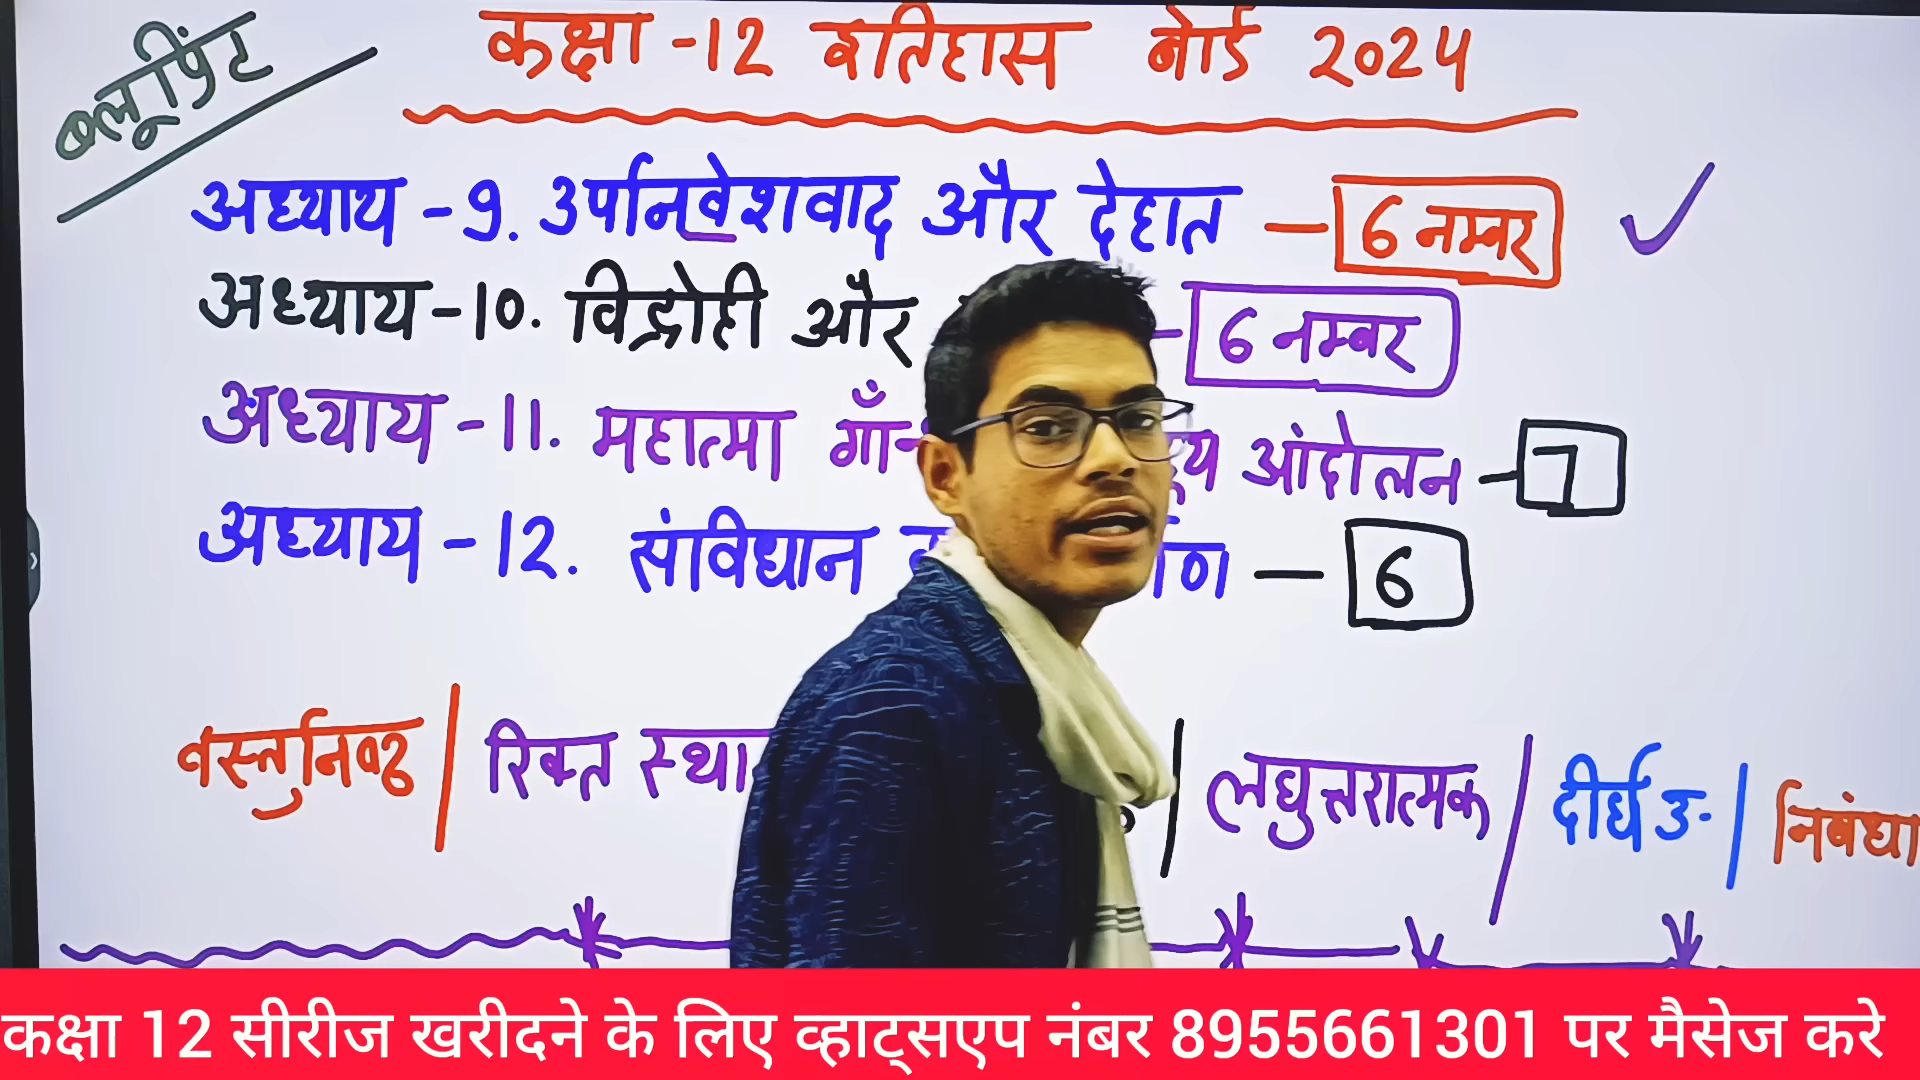 ब्लूप्रिंट
कक्षा -12 इतिहास बोर्ड 2024
अध्याय -9. उपनिवेशवाद और देहात - 6 नम्बर
अध्याय -10. विद्रोही और - 6 नम्बर
अध्याय -11. महात्मा आंदोलन - 7
अध्याय -12. संविधान - 6
वस्तुनिष्ठ / रिक्त / लघुत्तरात्मक / दीर्घ उ- /
कक्षा 12 सीरीज खरीदने के लिए व्हाट्सएप नंबर 8955661301 पर मैसेज करे